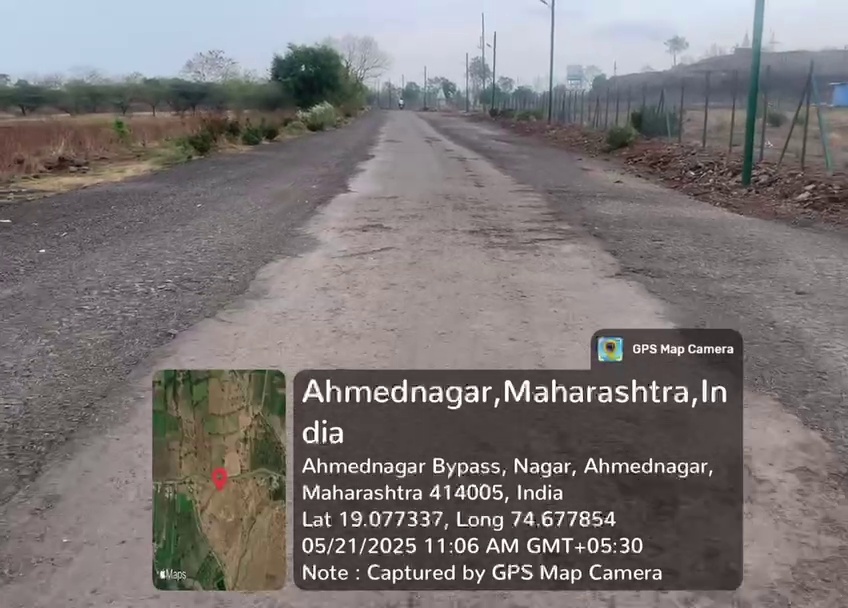 GPS Map Camera
Ahmednagar,Maharashtra,In
dia
Ahmednagar Bypass, Nagar, Ahmednagar,
Maharashtra 414005, India
Lat 19.077337, Long 74.677854
05/21/2025 11:06 AM GMT+05:30
Note : Captured by GPS Map Camera
Maps